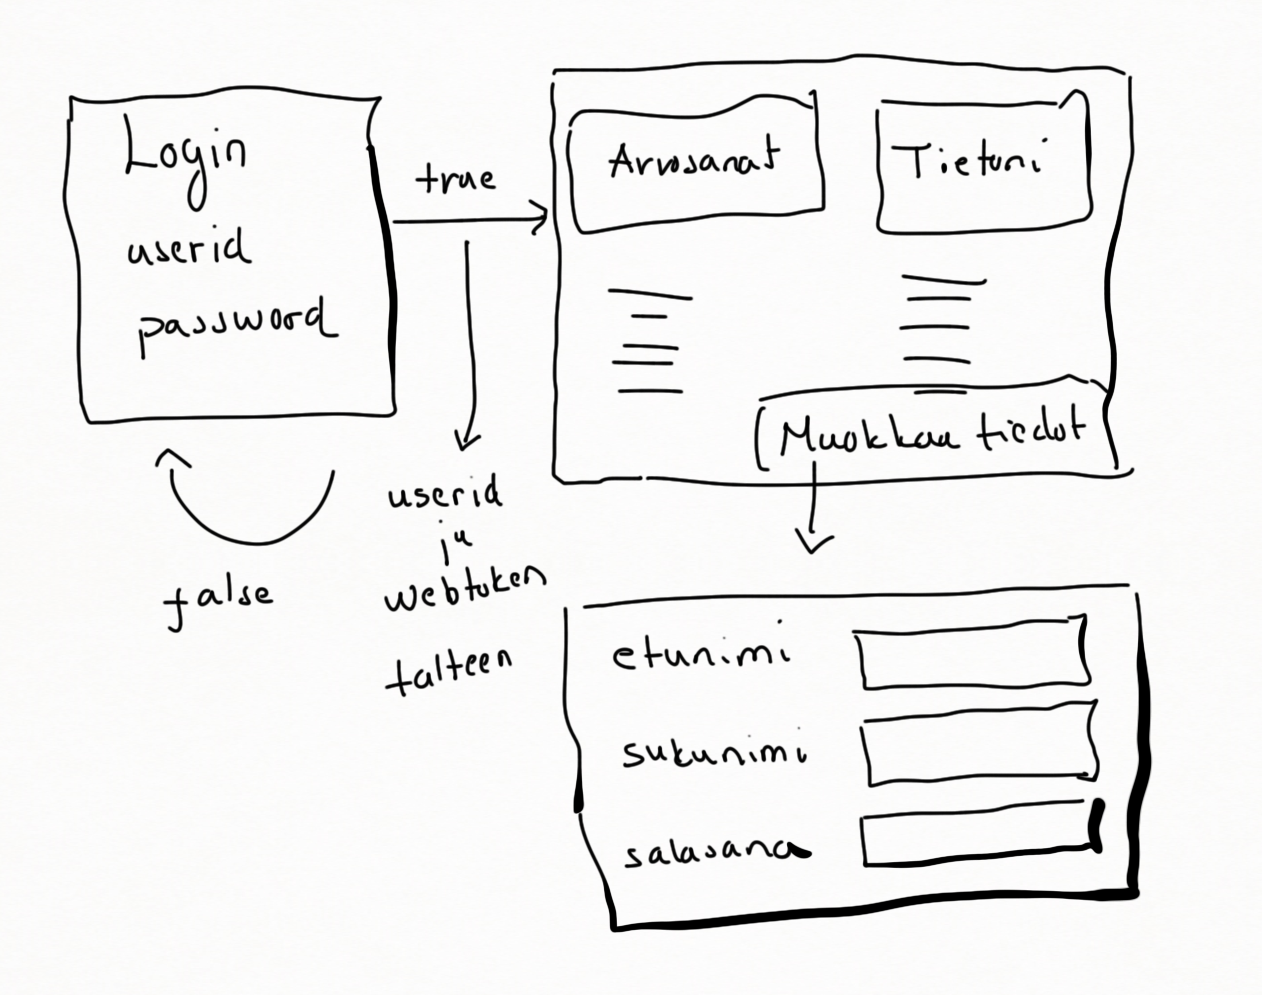 Login
userid
password
true
false
userid
ja
webtoken
talteen
Arvosanat
Tietoni
Muokkaa tiedot
etunimi
sukunimi
salasana